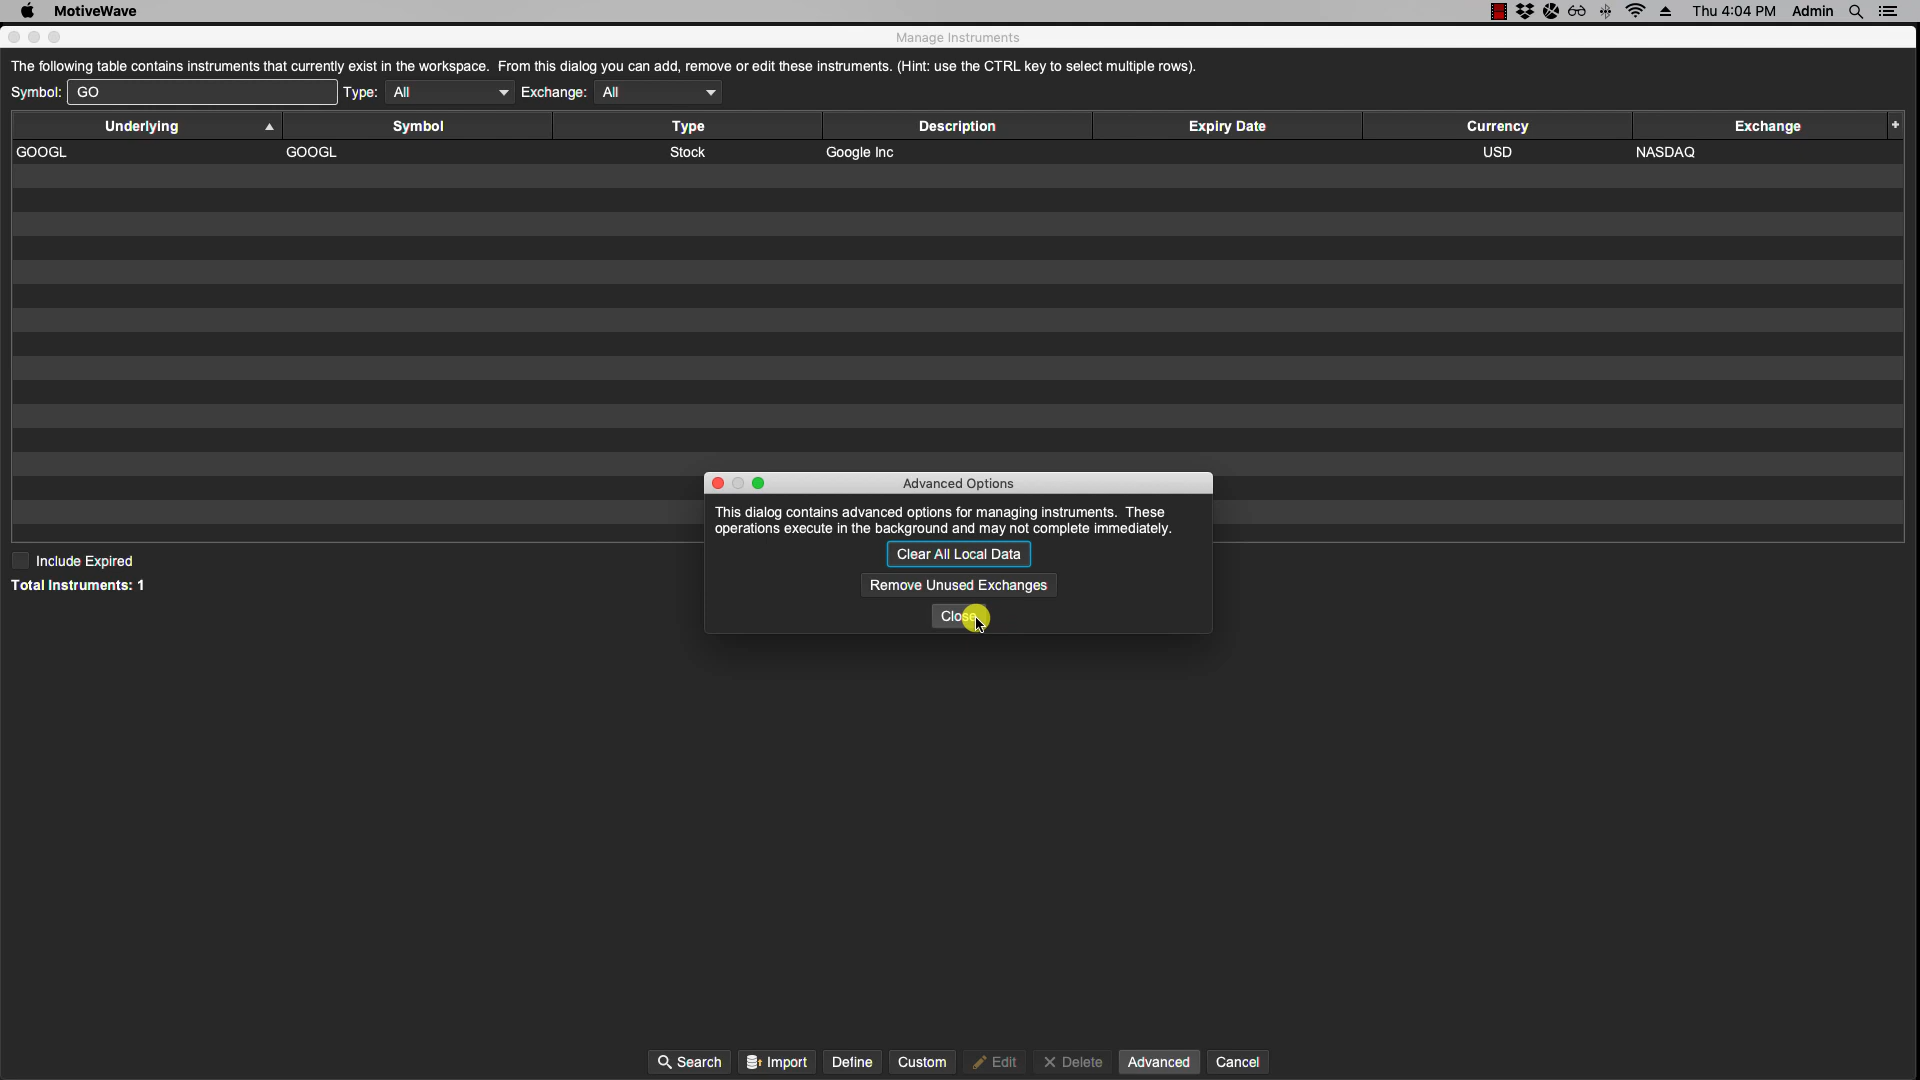 MotiveWave
Thu 4:04 PM Admin
Manage Instruments
The following table contains instruments that currently exist in the workspace.  From this dialog you can add, remove or edit these instruments. (Hint: use the CTRL key to select multiple rows).
Symbol: GO Type: All Exchange: All
Underlying Symbol Type Description Expiry Date Currency Exchange +
GOOGL GOOGL Stock Google Inc USD NASDAQ
Advanced Options
This dialog contains advanced options for managing instruments.  These
operations execute in the background and may not complete immediately.
Clear All Local Data
Remove Unused Exchanges
Close
Include Expired
Total Instruments: 1
Search Import Define Custom Edit Delete Advanced Cancel